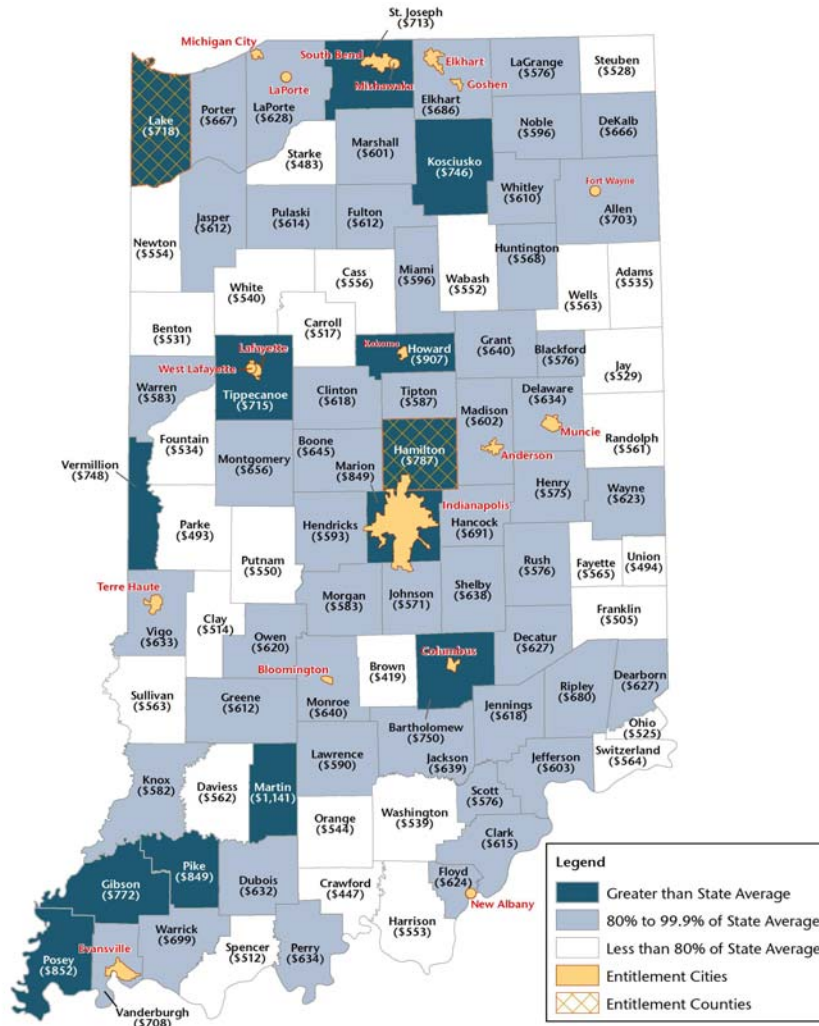 St. Joseph
($713)
Michigan City
South Bend
Elkhart
LaGrange
($576)
Steuben
($528)
Mishawaka
Goshen
LaPorte
Lake
($718)
Porter
($667)
LaPorte
($628)
Elkhart
($686)
Noble
($596)
DeKalb
($666)
Starke
($483)
Marshall
($601)
Kosciusko
($746)
Whitley
($610)
Fort Wayne
Allen
($703)
Newton
($554)
Jasper
($612)
Pulaski
($614)
Fulton
($612)
Huntington
($568)
White
($540)
Cass
($556)
Miami
($596)
Wabash
($552)
Wells
($563)
Adams
($535)
Benton
($531)
Carroll
($517)
Lafayette
West Lafayette
Tippecanoe
($715)
Kokomo
Howard
($907)
Grant
($640)
Blackford
($576)
Jay
($529)
Warren
($583)
Clinton
($618)
Tipton
($587)
Madison
($602)
Delaware
($634)
Muncie
Fountain
($534)
Montgomery
($656)
Boone
($645)
Hamilton
($787)
Anderson
Randolph
($561)
Vermillion
($748)
Marion
($849)
Henry
($575)
Wayne
($623)
Indianapolis
Parke
($493)
Putnam
($550)
Hendricks
($593)
Hancock
($691)
Rush
($576)
Fayette
($565)
Union
($494)
Terre Haute
Vigo
($633)
Clay
($514)
Morgan
($583)
Johnson
($571)
Shelby
($638)
Franklin
($505)
Owen
($620)
Decatur
($627)
Bloomington
Monroe
($640)
Brown
($419)
Columbus
Dearborn
($627)
Sullivan
($563)
Greene
($612)
Bartholomew
($750)
Jennings
($618)
Ripley
($680)
Ohio
($525)
Switzerland
($564)
Lawrence
($590)
Jackson
($639)
Jefferson
($603)
Knox
($582)
Daviess
($562)
Martin
($1,141)
Scott
($576)
Orange
($544)
Washington
($539)
Clark
($615)
Gibson
($772)
Pike
($849)
Dubois
($632)
Crawford
($447)
Floyd
($624)
New Albany
Harrison
($553)
Posey
($852)
Evansville
Warrick
($699)
Spencer
($512)
Perry
($634)
Vanderburgh
($708)
Legend
Greater than State Average
80% to 99.9% of State Average
Less than 80% of State Average
Entitlement Cities
Entitlement Counties